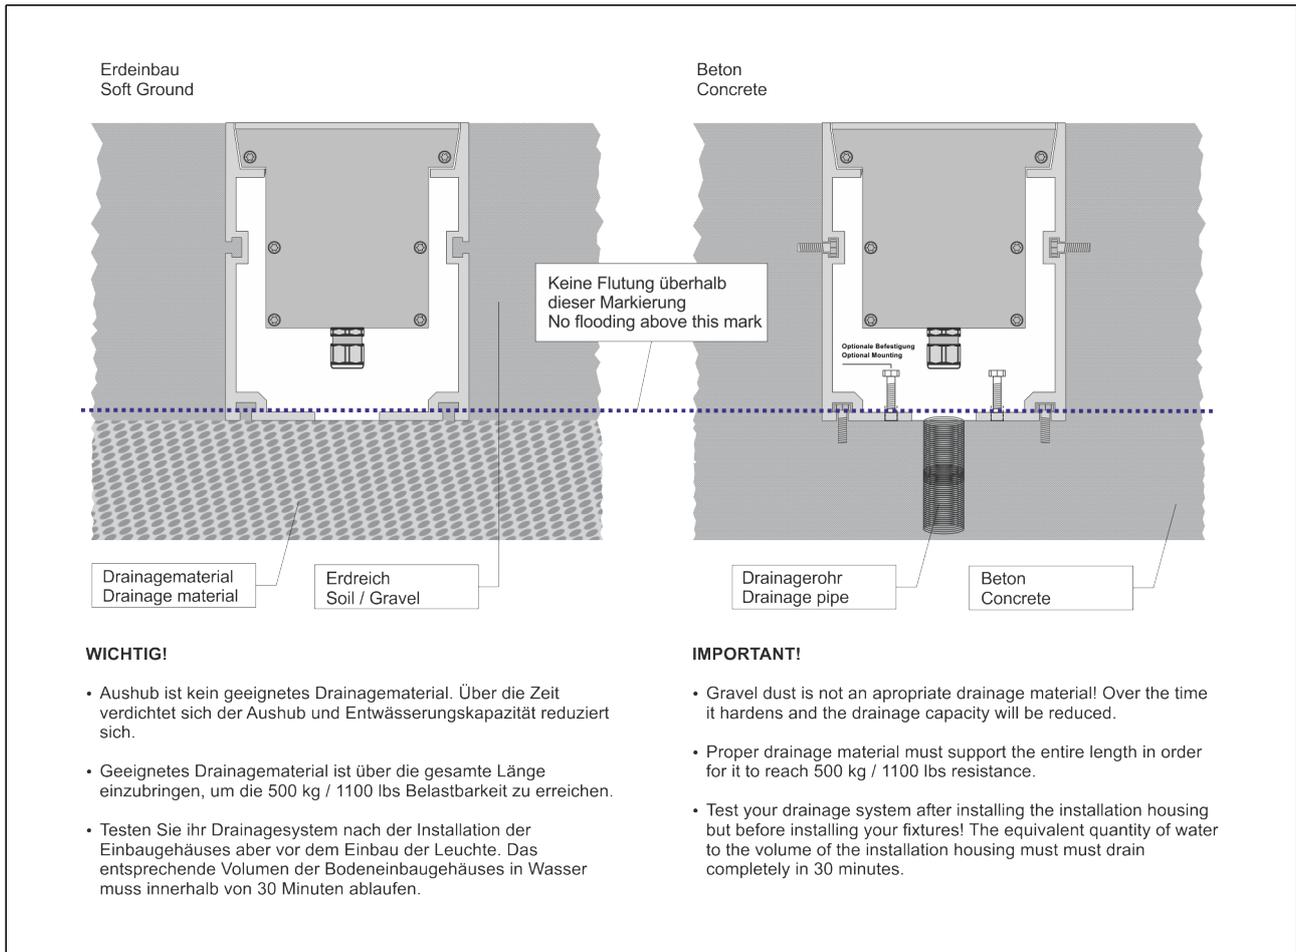 Erdeinbau
Soft Ground
Beton
Concrete
Keine Flutung überhalb
dieser Markierung
No flooding above this mark
Optionale Befestigung
Optional Mounting
Drainagematerial
Drainage material
Erdreich
Soil / Gravel
Drainagerohr
Drainage pipe
Beton
Concrete
WICHTIG!
• Aushub ist kein geeignetes Drainagematerial. Über die Zeit
verdichtet sich der Aushub und Entwässerungskapazität reduziert
sich.
• Geeignetes Drainagematerial ist über die gesamte Länge
einzubringen, um die 500 kg / 1100 lbs Belastbarkeit zu erreichen.
• Testen Sie ihr Drainagesystem nach der Installation der
Einbaugehäuses aber vor dem Einbau der Leuchte. Das
entsprechende Volumen der Bodeneinbaugehäuses in Wasser
muss innerhalb von 30 Minuten ablaufen.
IMPORTANT!
• Gravel dust is not an apropriate drainage material! Over the time
it hardens and the drainage capacity will be reduced.
• Proper drainage material must support the entire length in order
for it to reach 500 kg / 1100 lbs resistance.
• Test your drainage system after installing the installation housing
but before installing your fixtures! The equivalent quantity of water
to the volume of the installation housing must must drain
completely in 30 minutes.